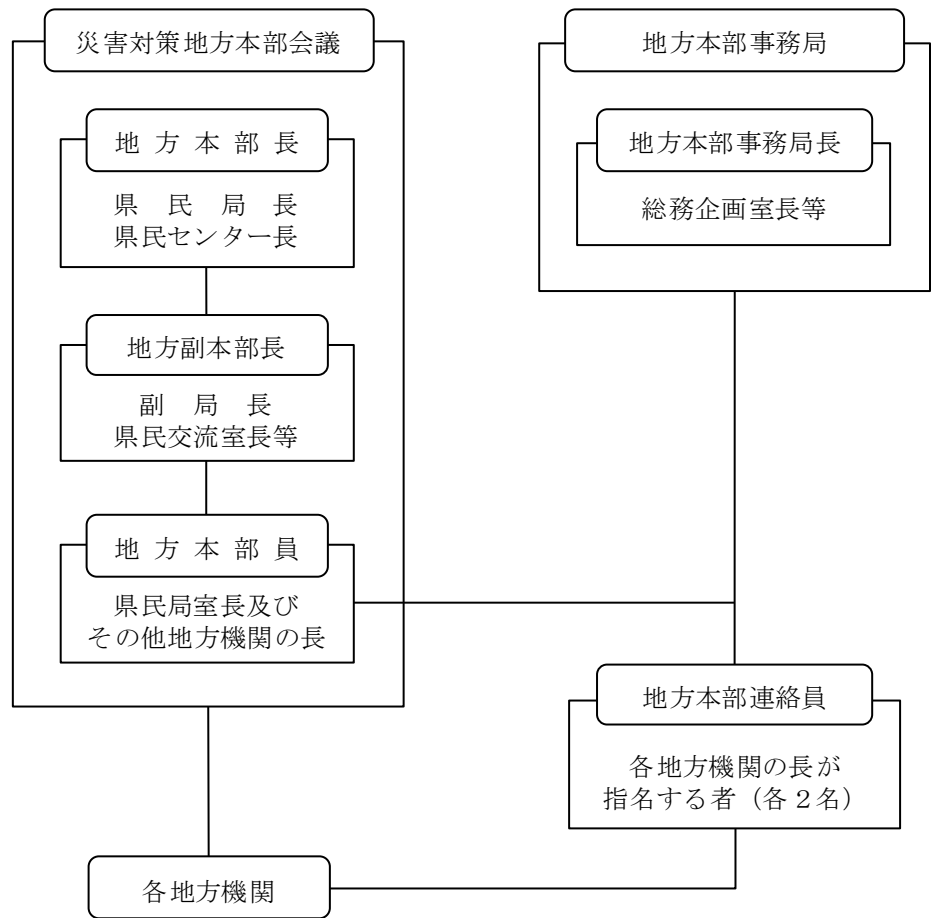 災害対策地方本部会議
地方本部長
県民局長
県民センター長
地方副本部長
副局長
県民交流室長等
地方本部員
県民局室長及び
その他地方機関の長
地方本部事務局
地方本部事務局長
総務企画室長等
地方本部連絡員
各地方機関の長が
指名する者（各２名）
各地方機関